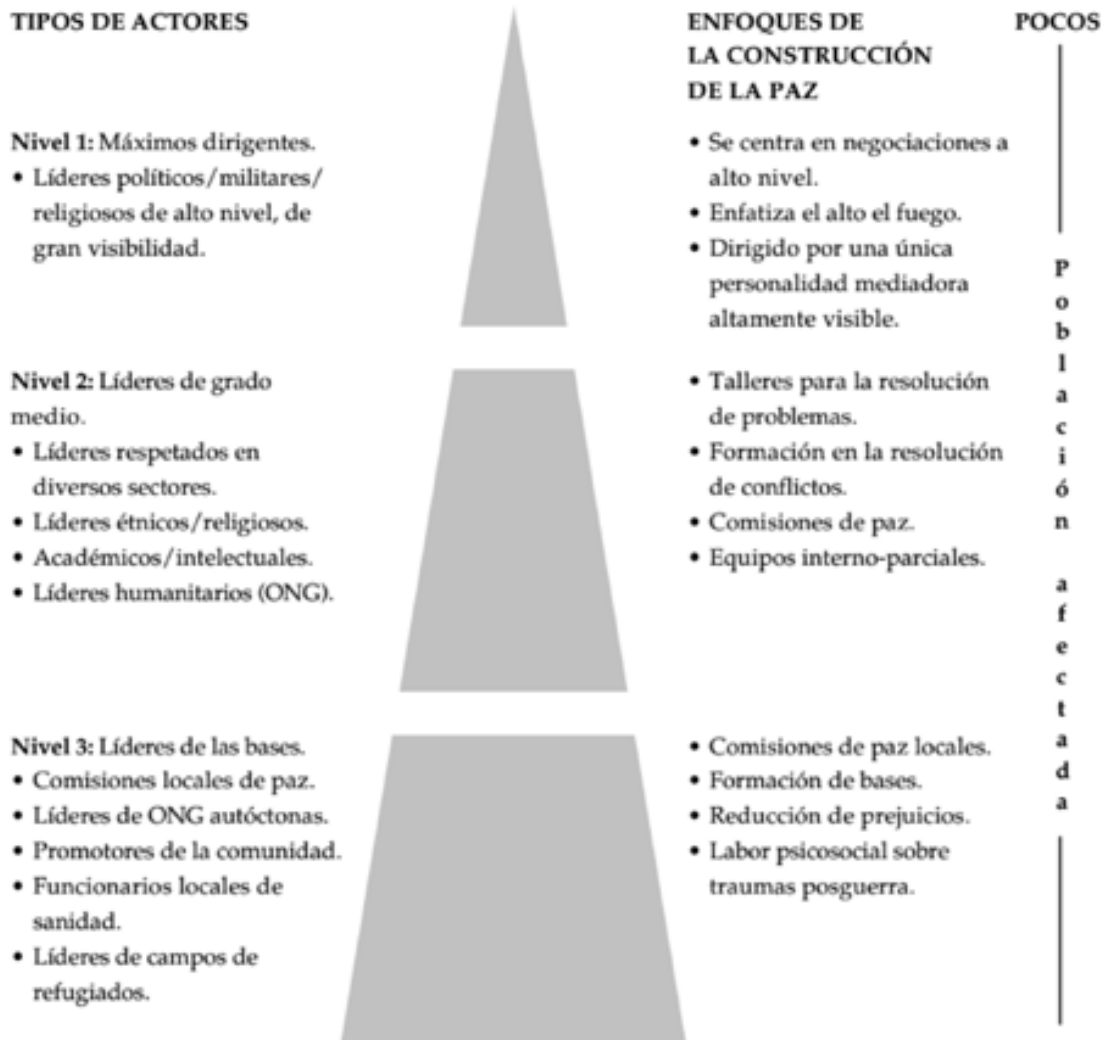 TIPOS DE ACTORES
Nivel 1: Máximos dirigentes.
• Líderes políticos/militares/
religiosos de alto nivel, de
gran visibilidad.
Nivel 2: Líderes de grado
medio.
• Líderes respetados en
diversos sectores.
• Líderes étnicos/religiosos.
• Académicos/intelectuales.
• Líderes humanitarios (ONG).
Nivel 3: Líderes de las bases.
• Comisiones locales de paz.
• Líderes de ONG autóctonas.
• Promotores de la comunidad.
• Funcionarios locales de
sanidad.
• Líderes de campos de
refugiados.
ENFOQUES DE
LA CONSTRUCCIÓN
DE LA PAZ
• Se centra en negociaciones a
alto nivel.
• Enfatiza el alto el fuego.
• Dirigido por una única
personalidad mediadora
altamente visible.
• Talleres para la resolución
de problemas.
• Formación en la resolución
de conflictos.
• Comisiones de paz.
• Equipos interno-parciales.
• Comisiones de paz locales.
• Formación de bases.
• Reducción de prejuicios.
• Labor psicosocial sobre
traumas posguerra.
POCOS
Población afectada